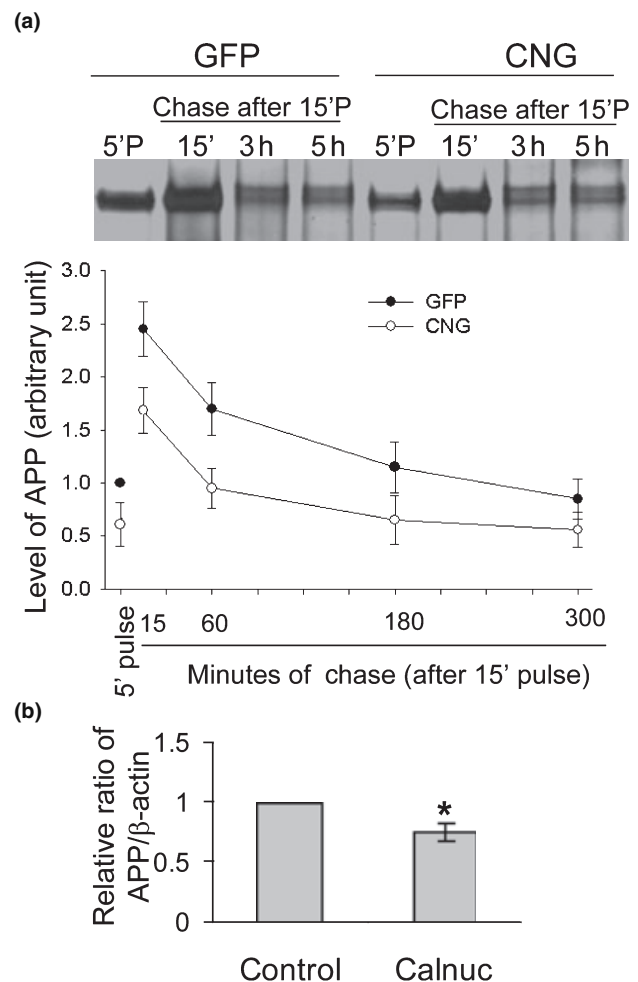 (a)
GFP CNG
Chase after 15'P Chase after 15'P
5'P 15' 3 h 5 h 5'P 15' 3 h 5 h
Level of APP (arbitrary unit)
3.0
2.5
2.0
1.5
1.0
0.5
0.0
GFP
CNG
5' pulse
15 60 180 300
Minutes of chase (after 15' pulse)
(b)
Relative ratio of
APP/β-actin
1.5
1
0.5
0
*
Control Calnuc